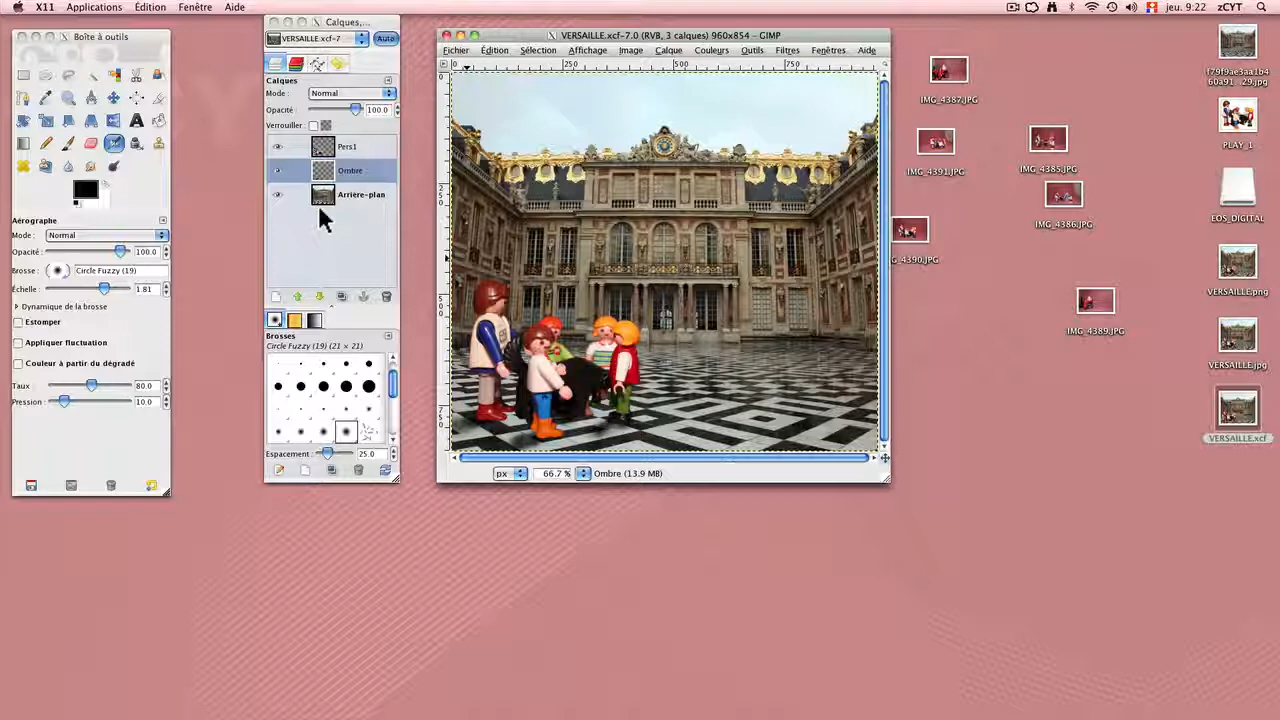 X11 Applications Édition Fenêtre Aide
jeu. 9:22 zCYT
Boîte à outils
Aérographe
Mode : Normal
Opacité : 100.0
Brosse : Circle Fuzzy (19)
Échelle : 1.81
Dynamique de la brosse
Estomper
Appliquer fluctuation
Couleur à partir du dégradé
Taux : 80.0
Pression : 10.0
Calques,...
VERSAILLE.xcf-7 Auto
Calques
Mode : Normal
Opacité : 100.0
Verrouiller :
Pers1
Ombre
Arrière-plan
Brosses
Circle Fuzzy (19) (21 × 21)
Espacement : 25.0
VERSAILLE.xcf-7.0 (RVB, 3 calques) 960x854 – GIMP
Fichier Édition Sélection Affichage Image Calque Couleurs Outils Filtres Fenêtres Aide
0 250 500 750
px 66.7 % Ombre (13.9 MB)
IMG_4387.JPG
IMG_4391.JPG
IMG_4385.JPG
IMG_4386.JPG
G_4390.JPG
IMG_4389.JPG
f79f9ae3aa1b4
60a91...29.jpg
PLAY_1
EOS_DIGITAL
VERSAILLE.png
VERSAILLE.jpg
VERSAILLE.xcf